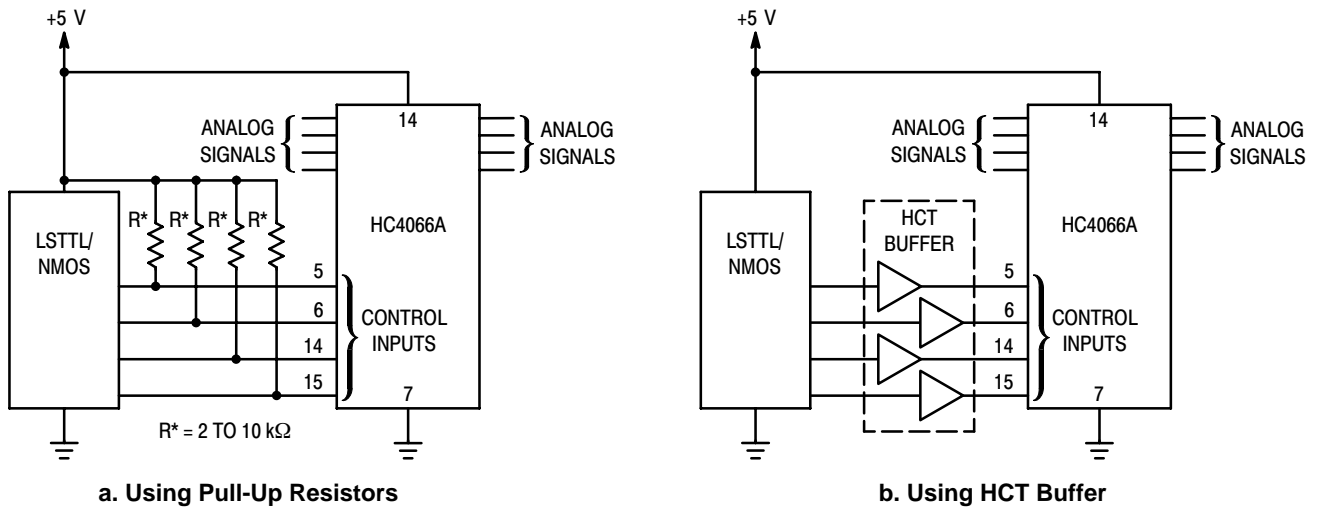 +5 V
14
ANALOG
SIGNALS
ANALOG
SIGNALS
R*
R*
R*
R*
LSTTL/
NMOS
HC4066A
5
6
14
15
CONTROL
INPUTS
7
R* = 2 TO 10 kΩ
a. Using Pull-Up Resistors
+5 V
14
ANALOG
SIGNALS
ANALOG
SIGNALS
HCT
BUFFER
LSTTL/
NMOS
HC4066A
5
6
14
15
CONTROL
INPUTS
7
b. Using HCT Buffer